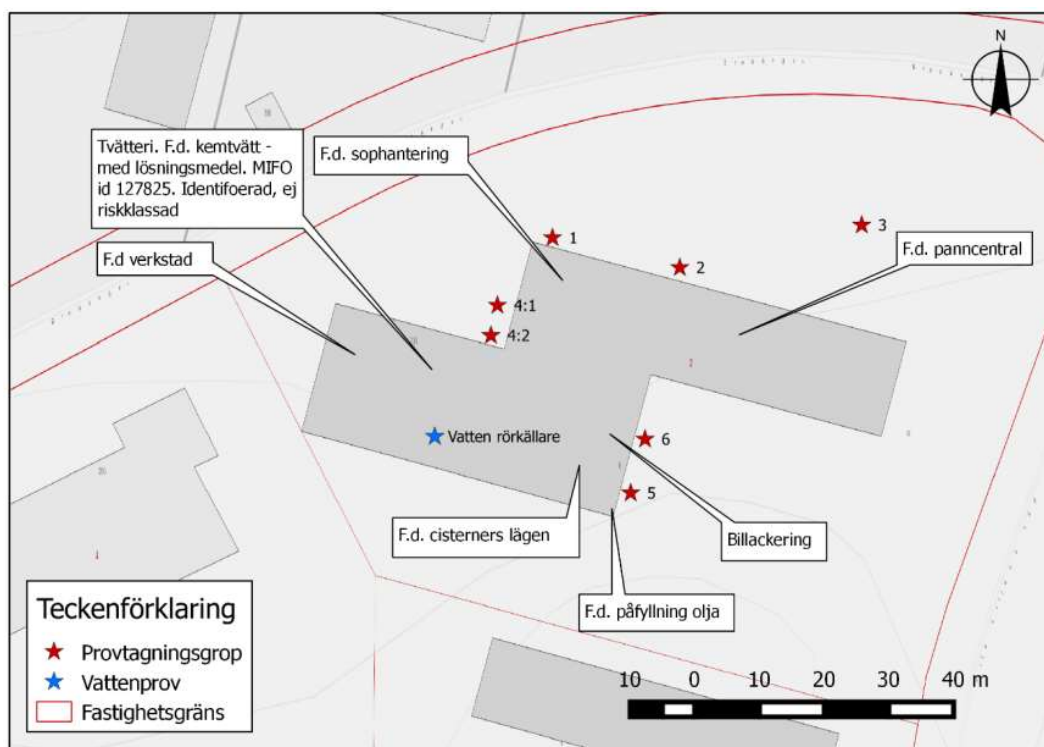 N
Tvätteri. F.d. kemtvätt -
med lösningsmedel. MIFO
id 127825. Identifoerad, ej
riskklassad
F.d. sophantering
F.d verkstad
F.d. panncentral
1
2
3
4:1
4:2
Vatten rörkällare
6
5
F.d. cisterners lägen
Billackering
F.d. påfyllning olja
Teckenförklaring
Provtagningsgrop
Vattenprov
Fastighetsgräns
10 0 10 20 30 40 m